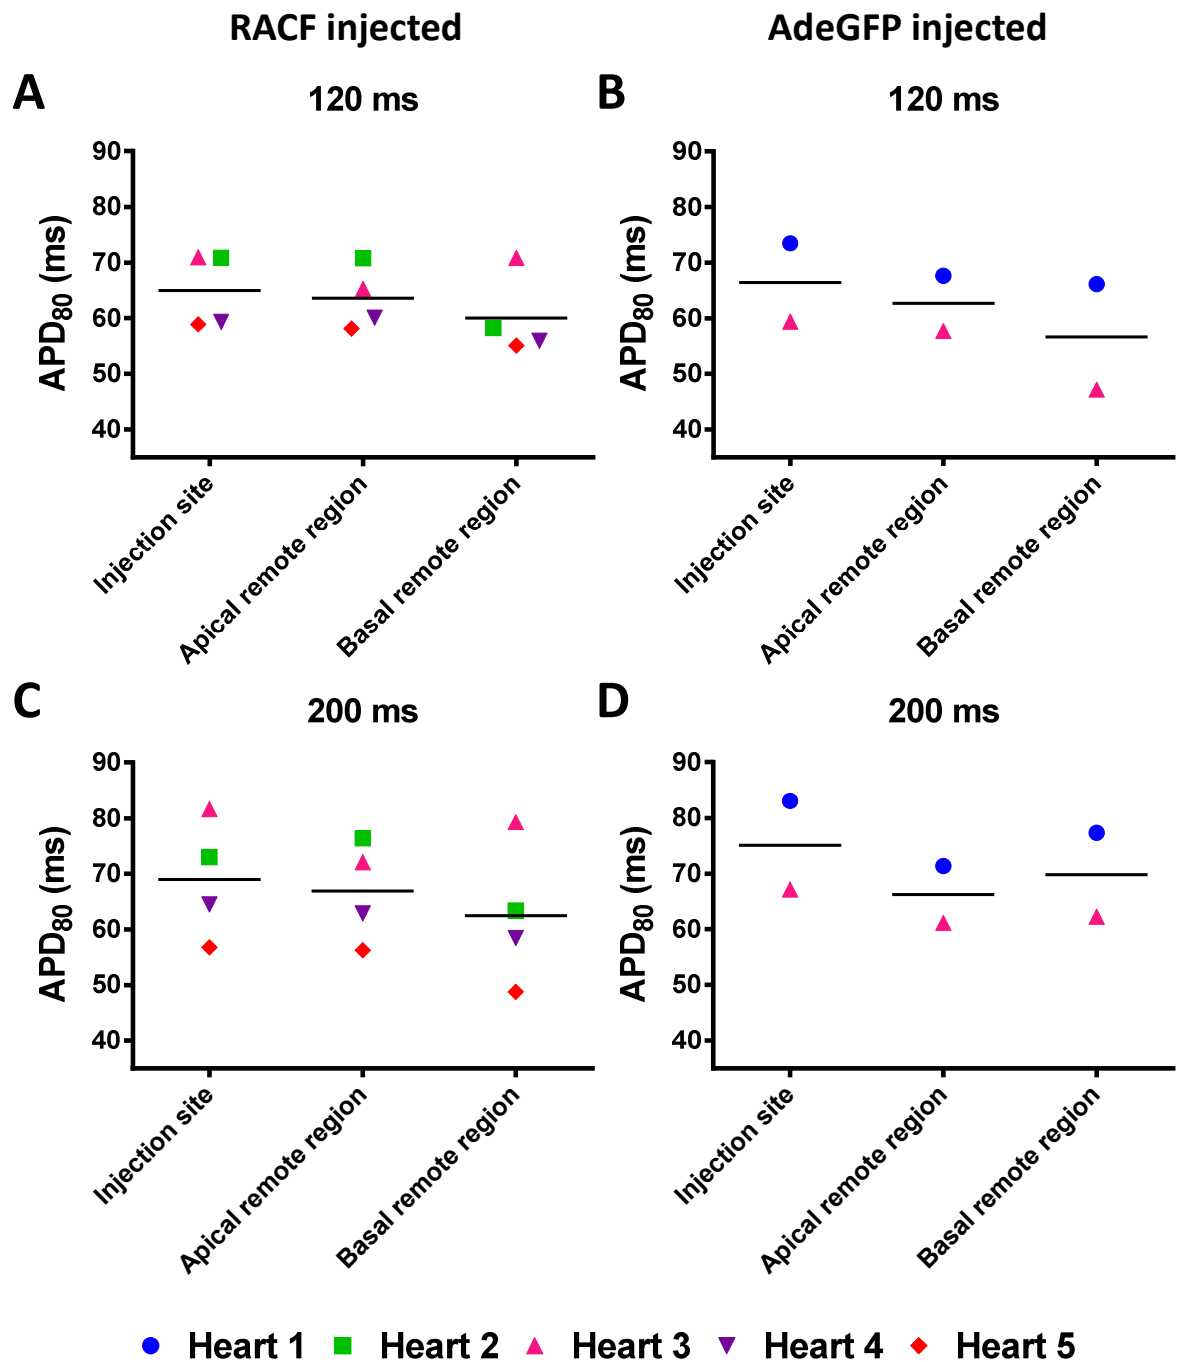 RACF injected
AdeGFP injected
A
120 ms
90
80
70
60
50
40
APD80 (ms)
Injection site
Apical remote region
Basal remote region
B
120 ms
90
80
70
60
50
40
APD80 (ms)
Injection site
Apical remote region
Basal remote region
C
200 ms
90
80
70
60
50
40
APD80 (ms)
Injection site
Apical remote region
Basal remote region
D
200 ms
90
80
70
60
50
40
APD80 (ms)
Injection site
Apical remote region
Basal remote region
Heart 1 Heart 2 Heart 3 Heart 4 Heart 5